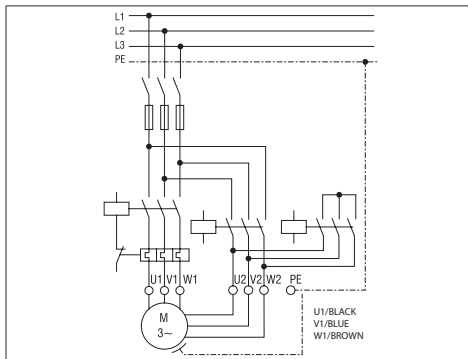 L1
L2
L3
PE
U1 V1 W1 U2 V2 W2 PE
M
3~
U1/BLACK
V1/BLUE
W1/BROWN